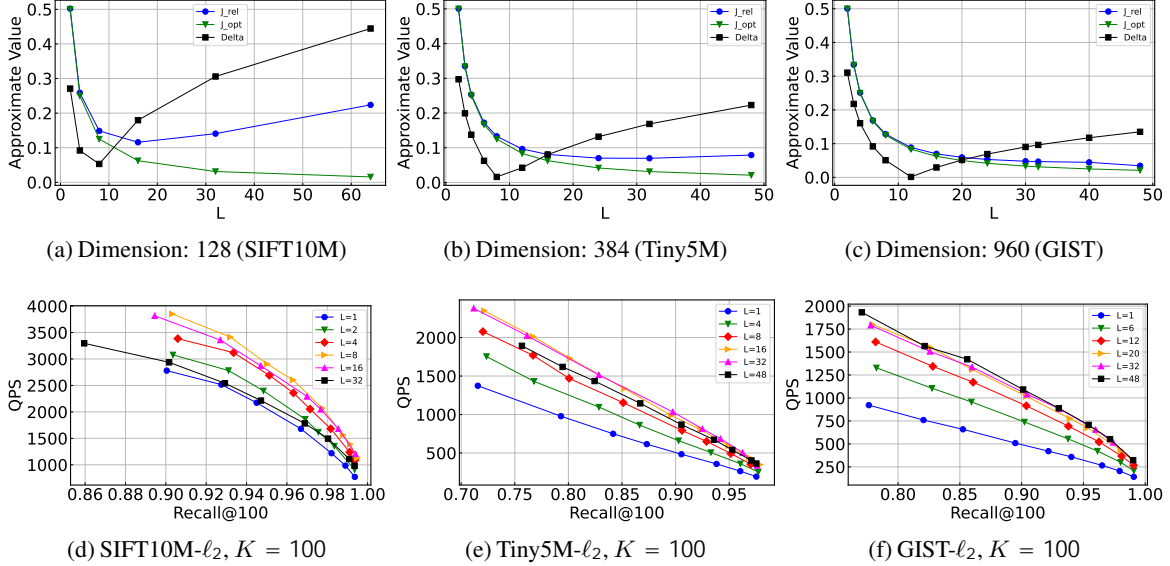 0.5
0.4
0.3
0.2
0.1
0.0
Approximate Value
J_rel
J_opt
Delta
0 10 20 30 40 50 60
L
(a) Dimension: 128 (SIFT10M)
0.5
0.4
0.3
0.2
0.1
0.0
Approximate Value
J_rel
J_opt
Delta
0 10 20 30 40 50
L
(b) Dimension: 384 (Tiny5M)
0.5
0.4
0.3
0.2
0.1
0.0
Approximate Value
J_rel
J_opt
Delta
0 10 20 30 40 50
L
(c) Dimension: 960 (GIST)
4000
3500
3000
2500
2000
1500
1000
QPS
L=1
L=2
L=4
L=8
L=16
L=32
0.86 0.88 0.90 0.92 0.94 0.96 0.98 1.00
Recall@100
(d) SIFT10M-ℓ₂, K = 100
2000
1500
1000
500
QPS
L=1
L=4
L=8
L=16
L=32
L=48
0.70 0.75 0.80 0.85 0.90 0.95
Recall@100
(e) Tiny5M-ℓ₂, K = 100
2000
1750
1500
1250
1000
750
500
250
QPS
L=1
L=6
L=12
L=20
L=32
L=48
0.80 0.85 0.90 0.95 1.00
Recall@100
(f) GIST-ℓ₂, K = 100